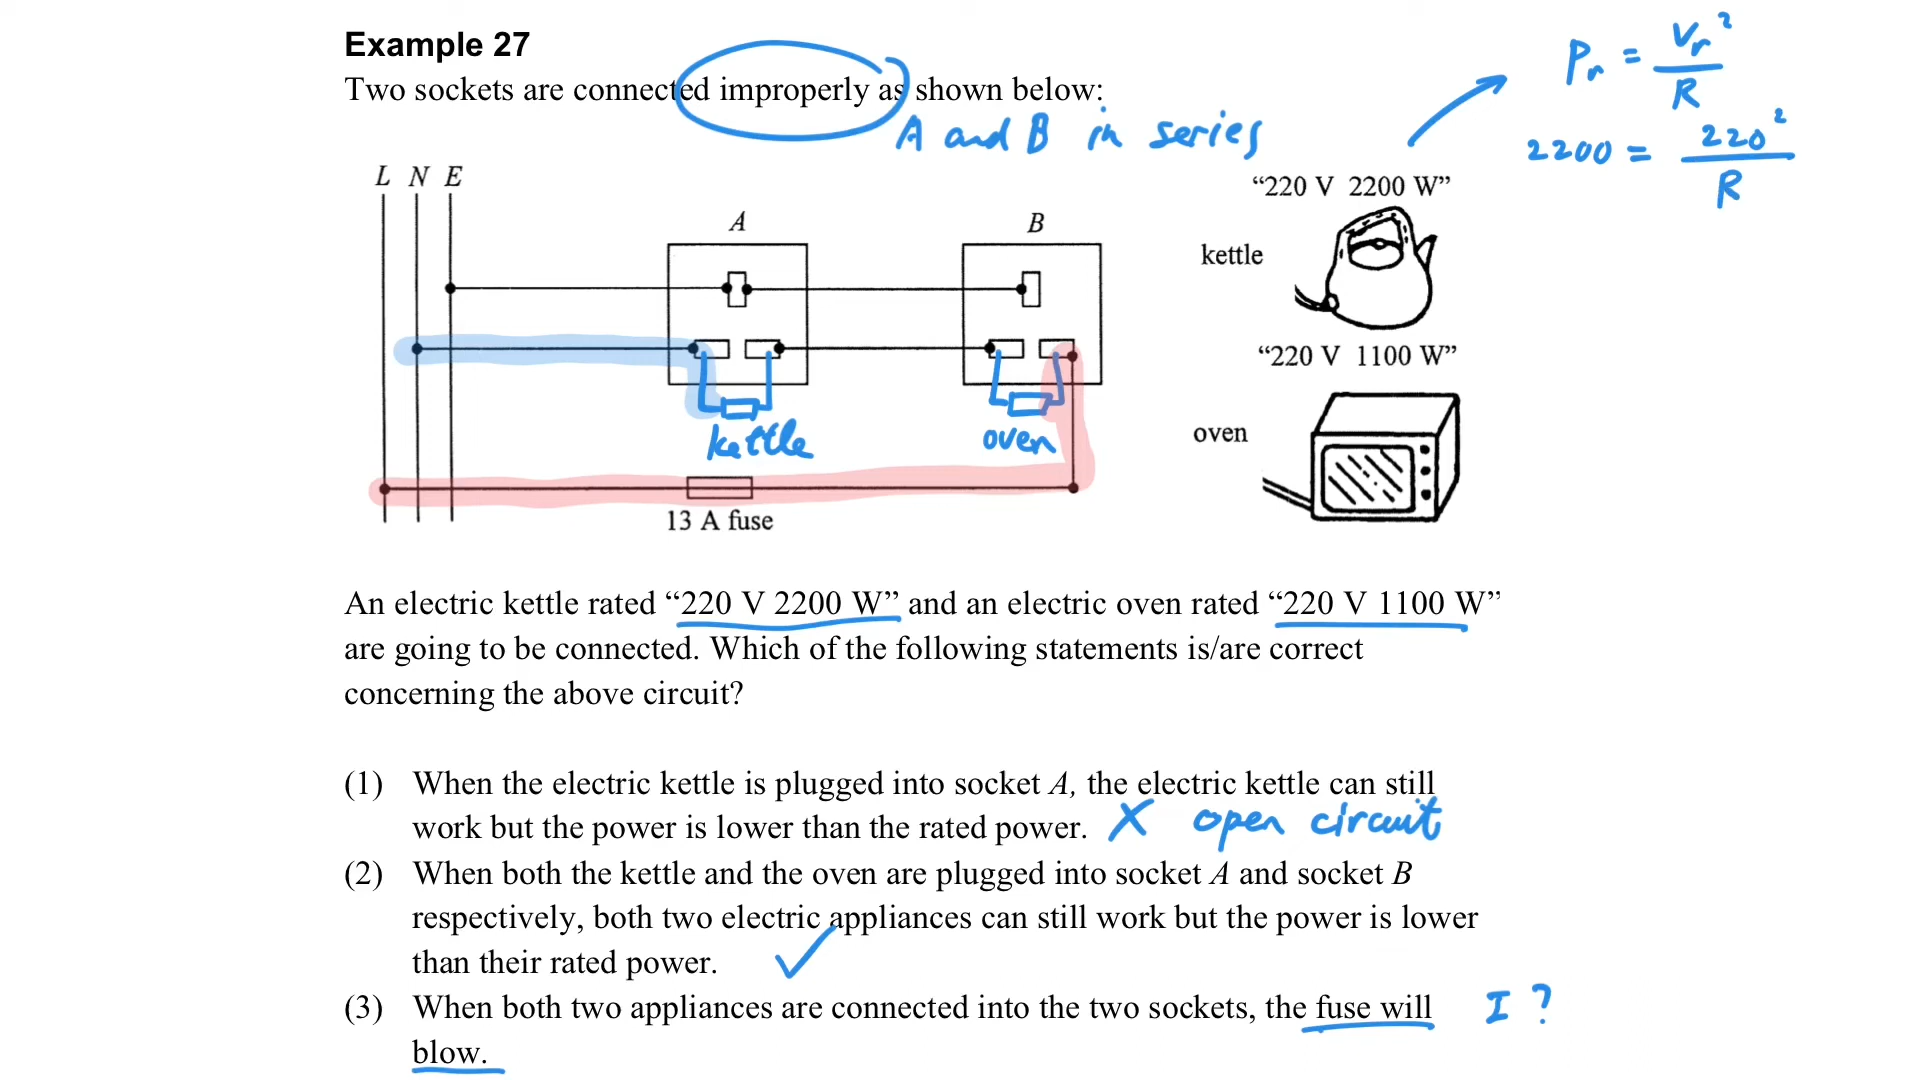 Example 27
Two sockets are connected improperly as shown below:
A and B in series
Pr = Vr² / R
2200 = 220² / R
L N E
A
B
"220 V 2200 W"
kettle
"220 V 1100 W"
oven
kettle
oven
13 A fuse
An electric kettle rated “220 V 2200 W” and an electric oven rated “220 V 1100 W”
are going to be connected. Which of the following statements is/are correct
concerning the above circuit?
(1) When the electric kettle is plugged into socket A, the electric kettle can still
work but the power is lower than the rated power. X open circuit
(2) When both the kettle and the oven are plugged into socket A and socket B
respectively, both two electric appliances can still work but the power is lower
than their rated power. ✓
(3) When both two appliances are connected into the two sockets, the fuse will I ?
blow.